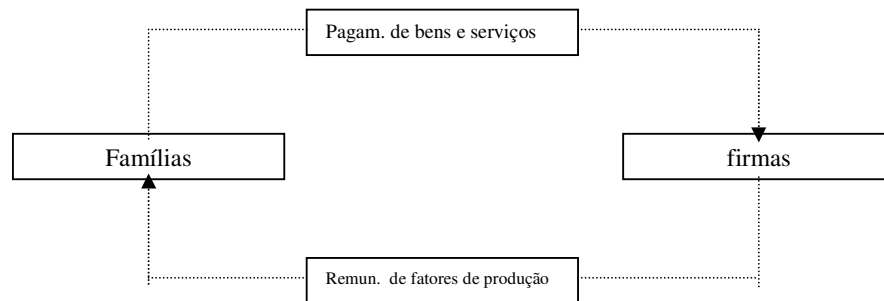 Pagam. de bens e serviços
Famílias
firmas
Remun. de fatores de produção